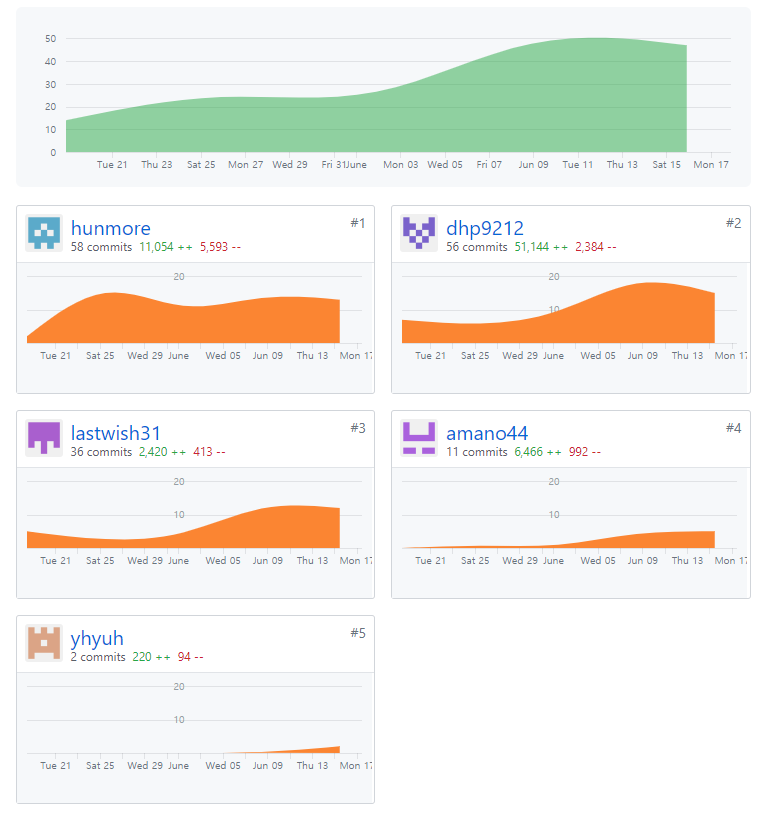 50
40
30
20
10
0
Tue 21 Thu 23 Sat 25 Mon 27 Wed 29 Fri 31 June Mon 03 Wed 05 Fri 07 Jun 09 Tue 11 Thu 13 Sat 15 Mon 17
hunmore #1
58 commits 11,054 ++ 5,593 --
20
Tue 21 Sat 25 Wed 29 June Wed 05 Jun 09 Thu 13 Mon 17
dhp9212 #2
56 commits 51,144 ++ 2,384 --
20
10
Tue 21 Sat 25 Wed 29 June Wed 05 Jun 09 Thu 13 Mon 17
lastwish31 #3
36 commits 2,420 ++ 413 --
20
10
Tue 21 Sat 25 Wed 29 June Wed 05 Jun 09 Thu 13 Mon 17
amano44 #4
11 commits 6,466 ++ 992 --
20
10
Tue 21 Sat 25 Wed 29 June Wed 05 Jun 09 Thu 13 Mon 17
yhyuh #5
2 commits 220 ++ 94 --
20
10
Tue 21 Sat 25 Wed 29 June Wed 05 Jun 09 Thu 13 Mon 17